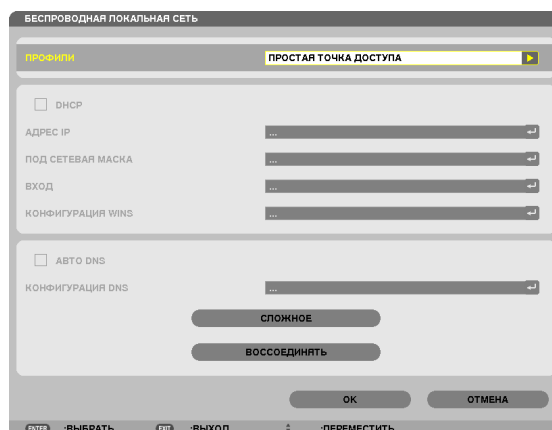 БЕСПРОВОДНАЯ ЛОКАЛЬНАЯ СЕТЬ
ПРОФИЛИ ПРОСТАЯ ТОЧКА ДОСТУПА
DHCP
АДРЕС IP ...
ПОД СЕТЕВАЯ МАСКА ...
ВХОД ...
КОНФИГУРАЦИЯ WINS ...
АВТО DNS
КОНФИГУРАЦИЯ DNS ...
СЛОЖНОЕ
ВОССОЕДИНЯТЬ
ОК ОТМЕНА
ENTER :ВЫБРАТЬ EXIT :ВЫХОД :ПЕРЕМЕСТИТЬ